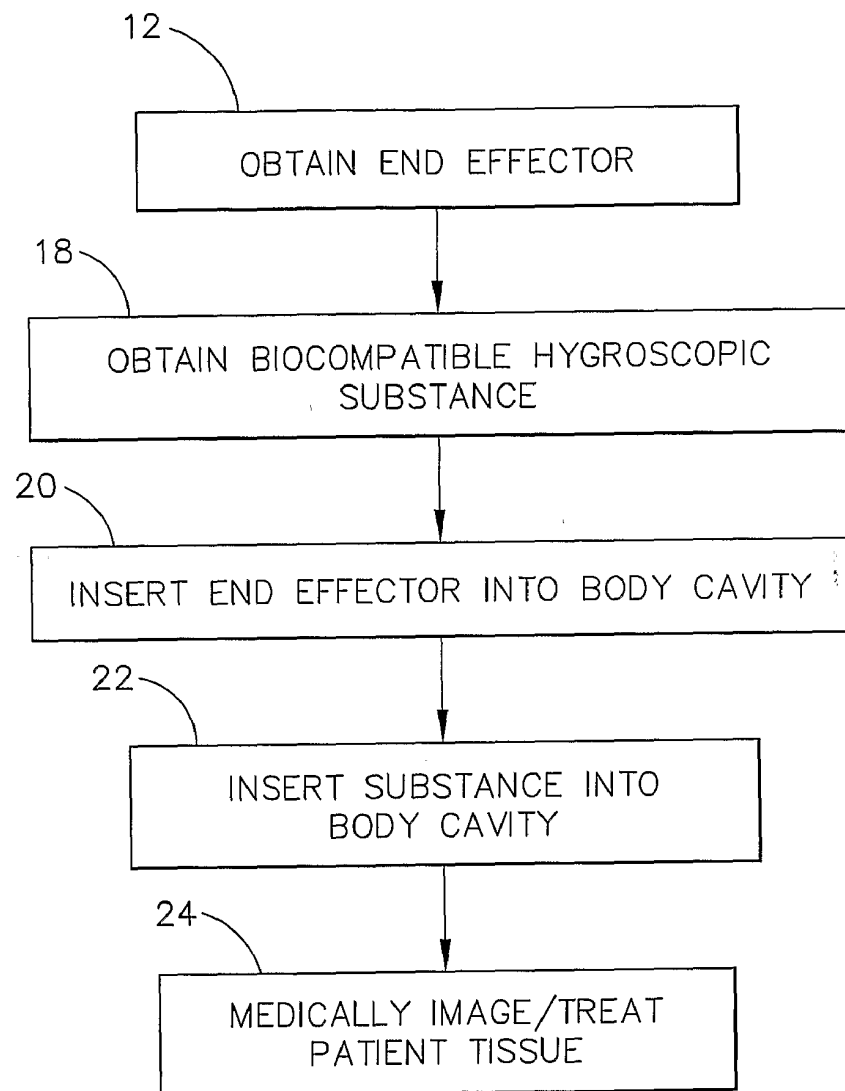 12
OBTAIN END EFFECTOR
18
OBTAIN BIOCOMPATIBLE HYGROSCOPIC
SUBSTANCE
20
INSERT END EFFECTOR INTO BODY CAVITY
22
INSERT SUBSTANCE INTO
BODY CAVITY
24
MEDICALLY IMAGE/TREAT
PATIENT TISSUE